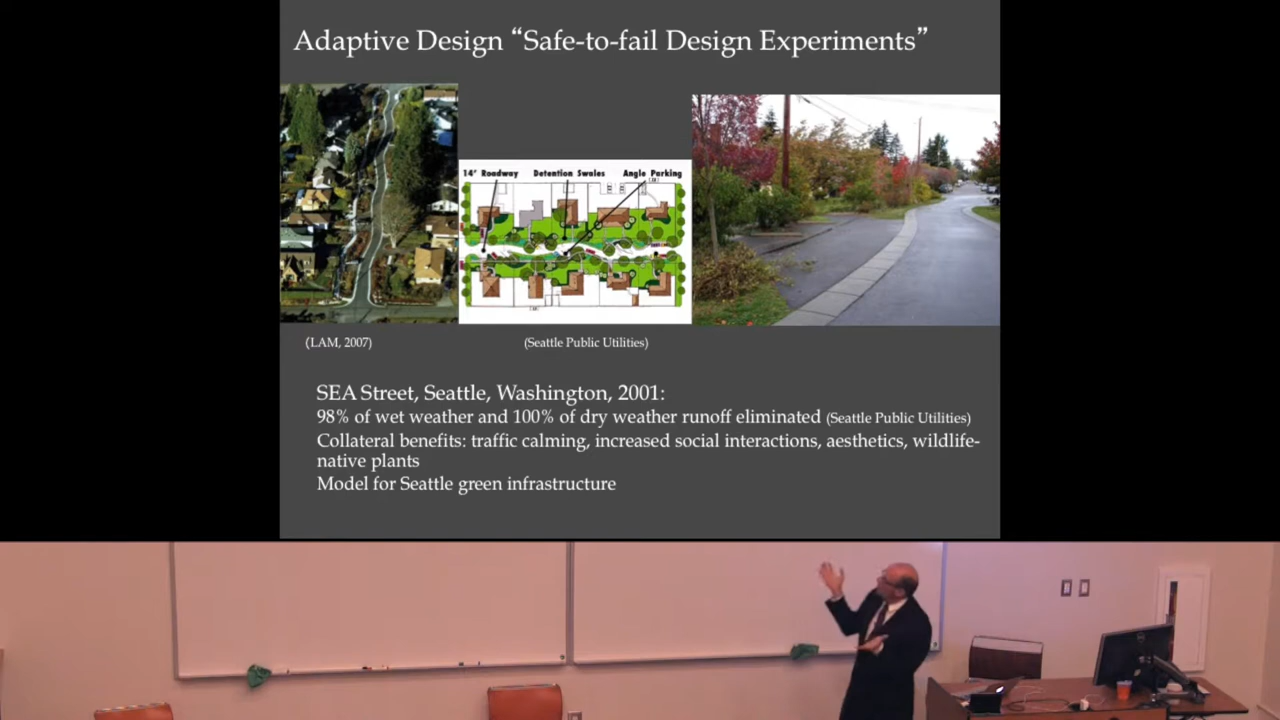 Adaptive Design “Safe-to-fail Design Experiments”
14' Roadway Detention Swales Angle Parking
(LAM, 2007)
(Seattle Public Utilities)
SEA Street, Seattle, Washington, 2001:
98% of wet weather and 100% of dry weather runoff eliminated (Seattle Public Utilities)
Collateral benefits: traffic calming, increased social interactions, aesthetics, wildlife-
native plants
Model for Seattle green infrastructure